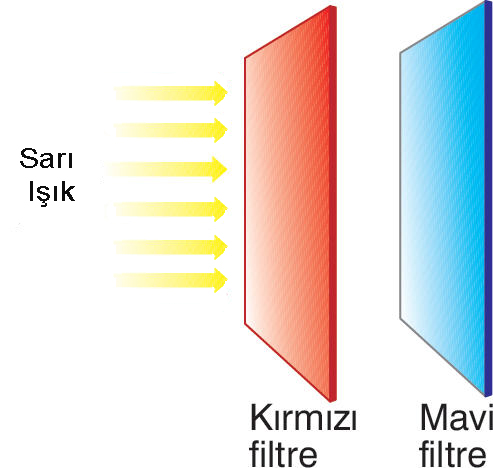 Sarı
Işık
Kırmızı
filtre
Mavi
filtre